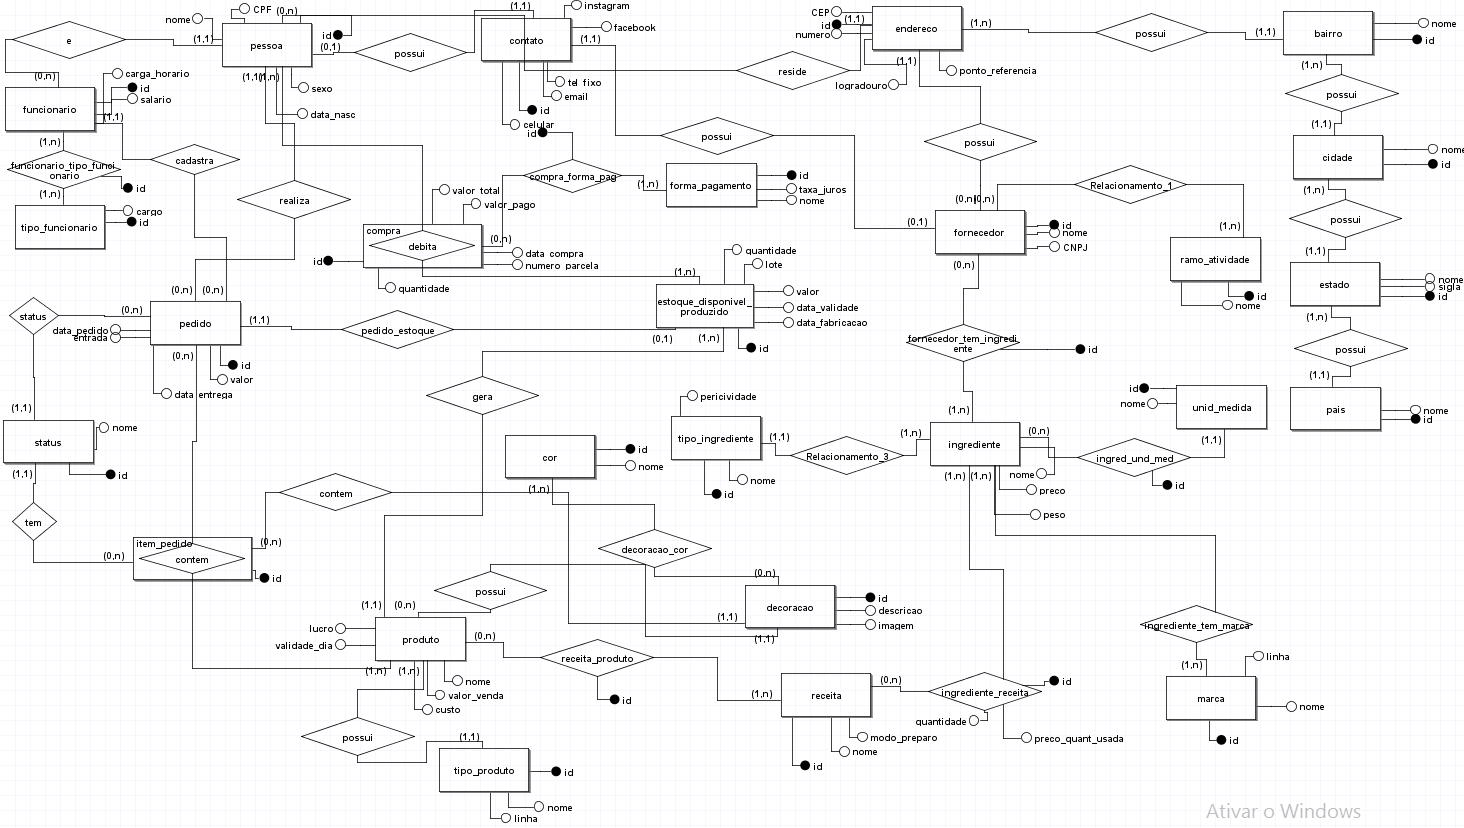 CPF
nome
(0,n)
id
(1,1)
instagram
facebook
CEP
id
(1,1)
numero
(1,n)
nome
id
e
(1,1)
pessoa
(0,1)
possui
contato
(1,1)
endereco
possui
(1,1)
bairro
(0,n)
carga_horario
id
salario
(1,1)
(1,n)
sexo
data_nasc
tel_fixo
email
id
celular
id
reside
(1,1)
logradouro
ponto_referencia
(1,n)
possui
(1,1)
funcionario
(1,1)
(1,n)
funcionario_tipo_funci
onario
id
(1,n)
cadastra
realiza
possui
possui
cidade
nome
id
(1,n)
tipo_funcionario
cargo
id
compra_forma_pag
(1,n)
forma_pagamento
id
taxa_juros
nome
Relacionamento_1
possui
valor_total
valor_pago
compra
debita
(0,n)
data_compra
numero_parcela
id
quantidade
(0,1)
(0,n)
(0,n)
fornecedor
id
nome
CNPJ
(0,n)
(1,n)
ramo_atividade
id
nome
(1,1)
estado
nome
sigla
id
(1,n)
quantidade
lote
(1,n)
estoque_disponivel_
produzido
valor
data_validade
data_fabricacao
id
(0,1)
(1,n)
status
(0,n)
(0,n)
(0,n)
pedido
(1,1)
pedido_estoque
data_pedido
entrada
(0,n)
id
valor
data_entrega
fornecedor_tem_ingredi
ente
id
possui
(1,1)
pais
nome
id
(1,1)
status
nome
id
(1,1)
gera
pericividade
tipo_ingrediente
(1,1)
Relacionamento_3
(1,n)
(1,n)
ingrediente
(0,n)
nome
preco
peso
(1,n)
(1,n)
ingred_und_med
id
id
nome
unid_medida
(1,1)
nome
id
cor
id
nome
(1,n)
contem
tem
(0,n)
item_pedido
contem
(0,n)
id
decoracao_cor
(0,n)
possui
decoracao
id
descricao
imagem
(1,1)
(1,1)
(1,1)
(0,n)
lucro
validade_dia
produto
(0,n)
(1,n)
(1,n)
nome
valor_venda
custo
receita_produto
id
(1,n)
receita
(0,n)
modo_preparo
nome
id
ingrediente_receita
id
quantidade
preco_quant_usada
ingrediente_tem_marca
(1,n)
linha
marca
nome
id
possui
(1,1)
tipo_produto
id
nome
linha
Ativar o Windows